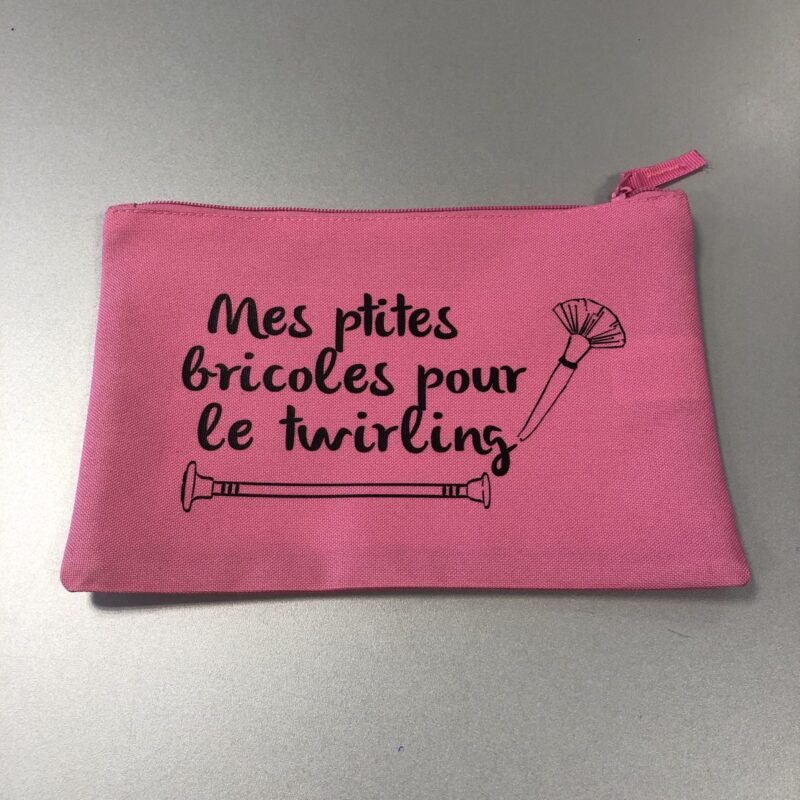 Mes ptites
bricoles pour
le twirling